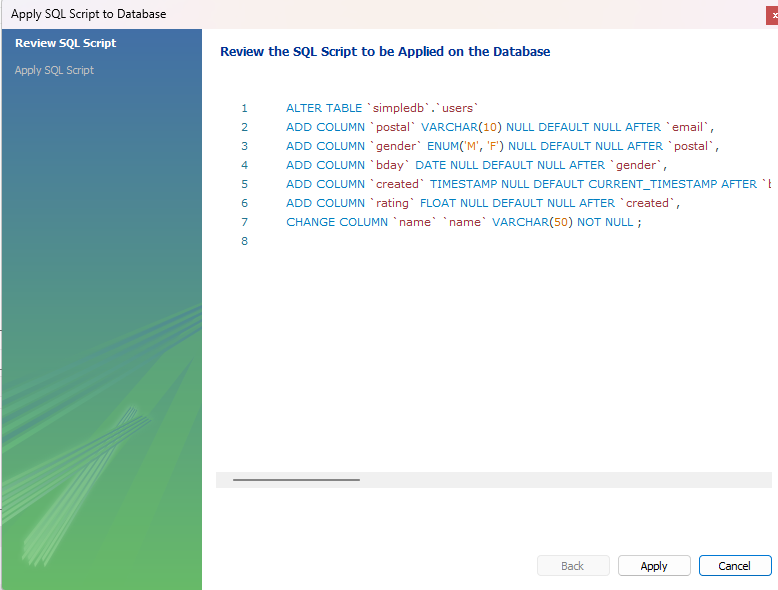 Apply SQL Script to Database
x
Review SQL Script
Apply SQL Script
Review the SQL Script to be Applied on the Database
1 ALTER TABLE `simpledb`.`users`
2 ADD COLUMN `postal` VARCHAR(10) NULL DEFAULT NULL AFTER `email`,
3 ADD COLUMN `gender` ENUM('M', 'F') NULL DEFAULT NULL AFTER `postal`,
4 ADD COLUMN `bday` DATE NULL DEFAULT NULL AFTER `gender`,
5 ADD COLUMN `created` TIMESTAMP NULL DEFAULT CURRENT_TIMESTAMP AFTER
6 ADD COLUMN `rating` FLOAT NULL DEFAULT NULL AFTER `created`,
7 CHANGE COLUMN `name` `name` VARCHAR(50) NOT NULL ;
8
Back Apply Cancel